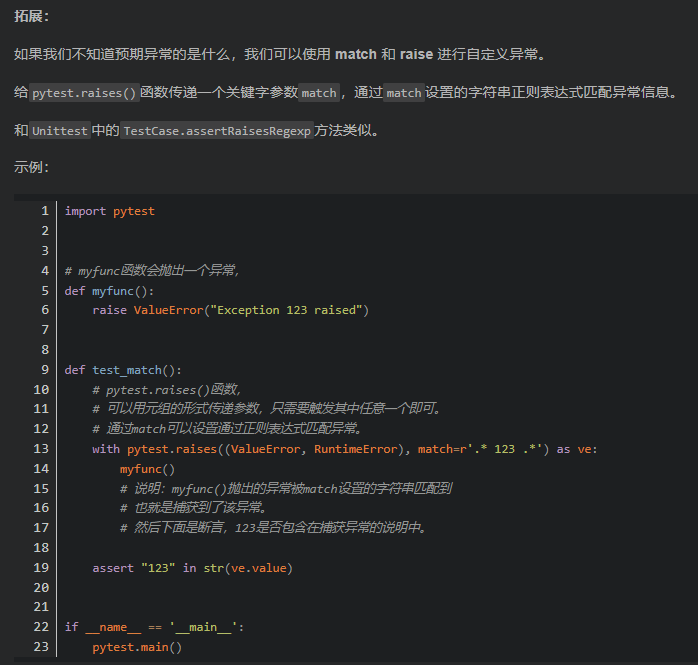 拓展：
如果我们不知道预期异常的是什么，我们可以使用 match 和 raise 进行自定义异常。
给pytest.raises()函数传递一个关键字参数match，通过match设置的字符串正则表达式匹配异常信息。
和Unittest中的TestCase.assertRaisesRegexp方法类似。
示例：
1 import pytest
2
3
4 # myfunc函数会抛出一个异常，
5 def myfunc():
6     raise ValueError("Exception 123 raised")
7
8
9 def test_match():
10     # pytest.raises()函数，
11     # 可以用元组的形式传递参数，只需要触发其中任意一个即可。
12     # 通过match可以设置通过正则表达式匹配异常。
13     with pytest.raises((ValueError, RuntimeError), match=r'.* 123 .*') as ve:
14         myfunc()
15         # 说明：myfunc()抛出的异常被match设置的字符串匹配到
16         # 也就是捕获到了该异常。
17         # 然后下面是断言，123是否包含在捕获异常的说明中。
18
19     assert "123" in str(ve.value)
20
21
22 if __name__ == '__main__':
23     pytest.main()